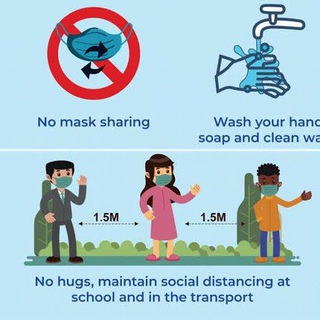 No mask sharing
Wash your hand
soap and clean wa
1.5M
1.5M
No hugs, maintain social distancing at
school and in the transport